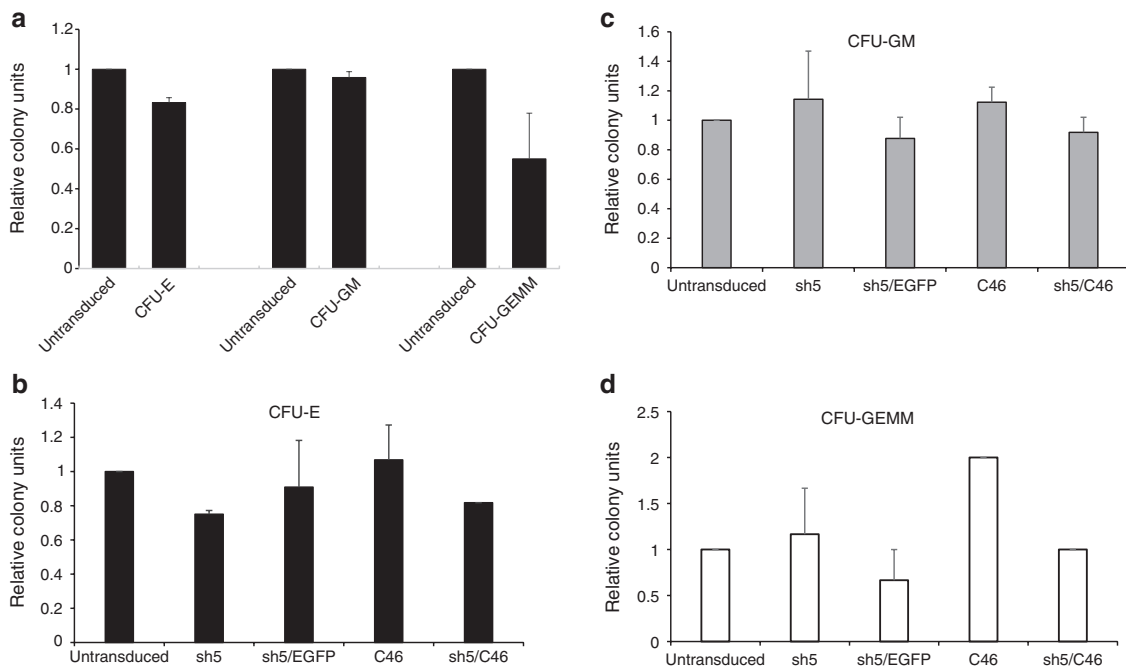 a
1.2
1
0.8
0.6
0.4
0.2
0
Relative colony units
Untransduced
CFU-E
Untransduced
CFU-GM
Untransduced
CFU-GEMM
b
CFU-E
1.4
1.2
1
0.8
0.6
0.4
0.2
0
Relative colony units
Untransduced sh5 sh5/EGFP C46 sh5/C46
c
CFU-GM
1.6
1.4
1.2
1
0.8
0.6
0.4
0.2
0
Relative colony units
Untransduced sh5 sh5/EGFP C46 sh5/C46
d
CFU-GEMM
2.5
2
1.5
1
0.5
0
Relative colony units
Untransduced sh5 sh5/EGFP C46 sh5/C46